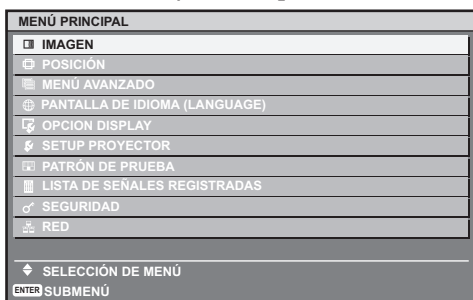 MENÚ PRINCIPAL
IMAGEN
POSICIÓN
MENÚ AVANZADO
PANTALLA DE IDIOMA (LANGUAGE)
OPCION DISPLAY
SETUP PROYECTOR
PATRÓN DE PRUEBA
LISTA DE SEÑALES REGISTRADAS
SEGURIDAD
RED
SELECCIÓN DE MENÚ
ENTER SUBMENÚ